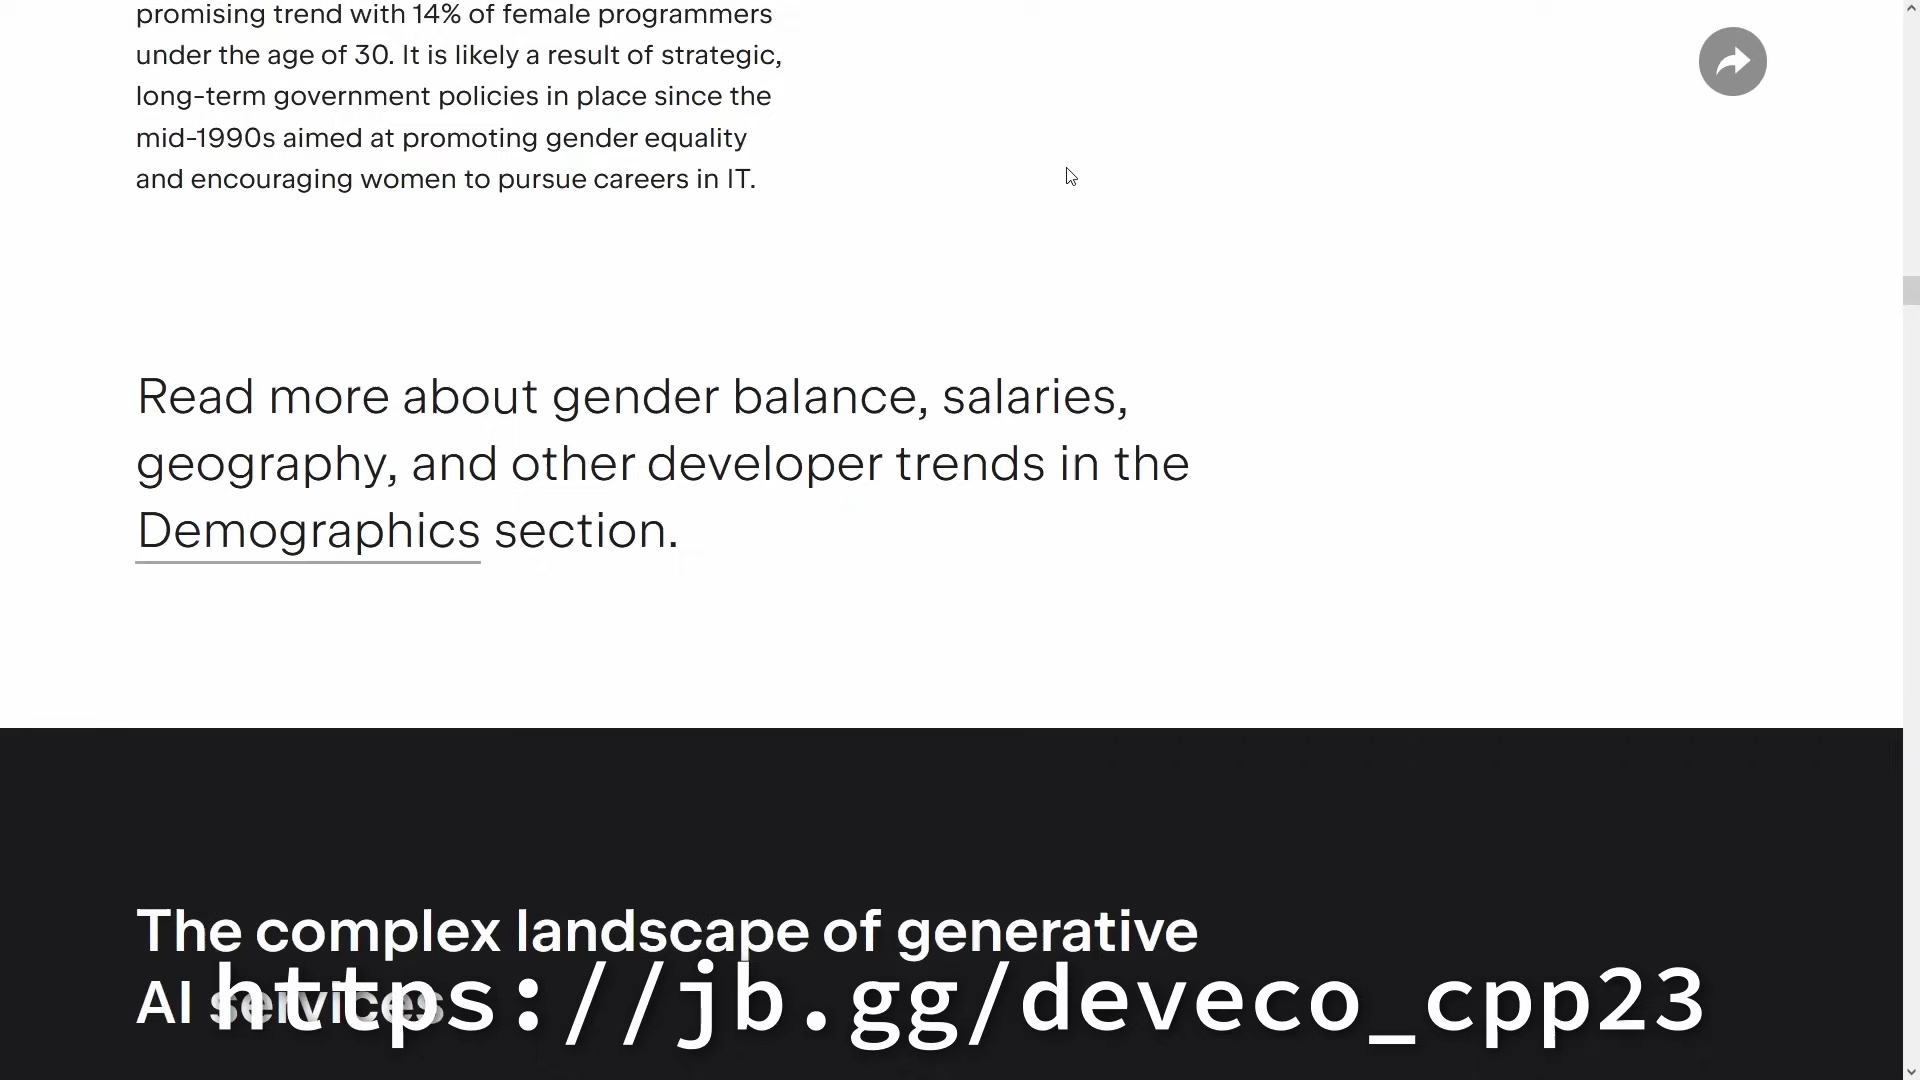 promising trend with 14% of female programmers
under the age of 30. It is likely a result of strategic,
long-term government policies in place since the
mid-1990s aimed at promoting gender equality
and encouraging women to pursue careers in IT.
Read more about gender balance, salaries,
geography, and other developer trends in the
Demographics section.
The complex landscape of generative
AI services
https://jb.gg/deveco_cpp23